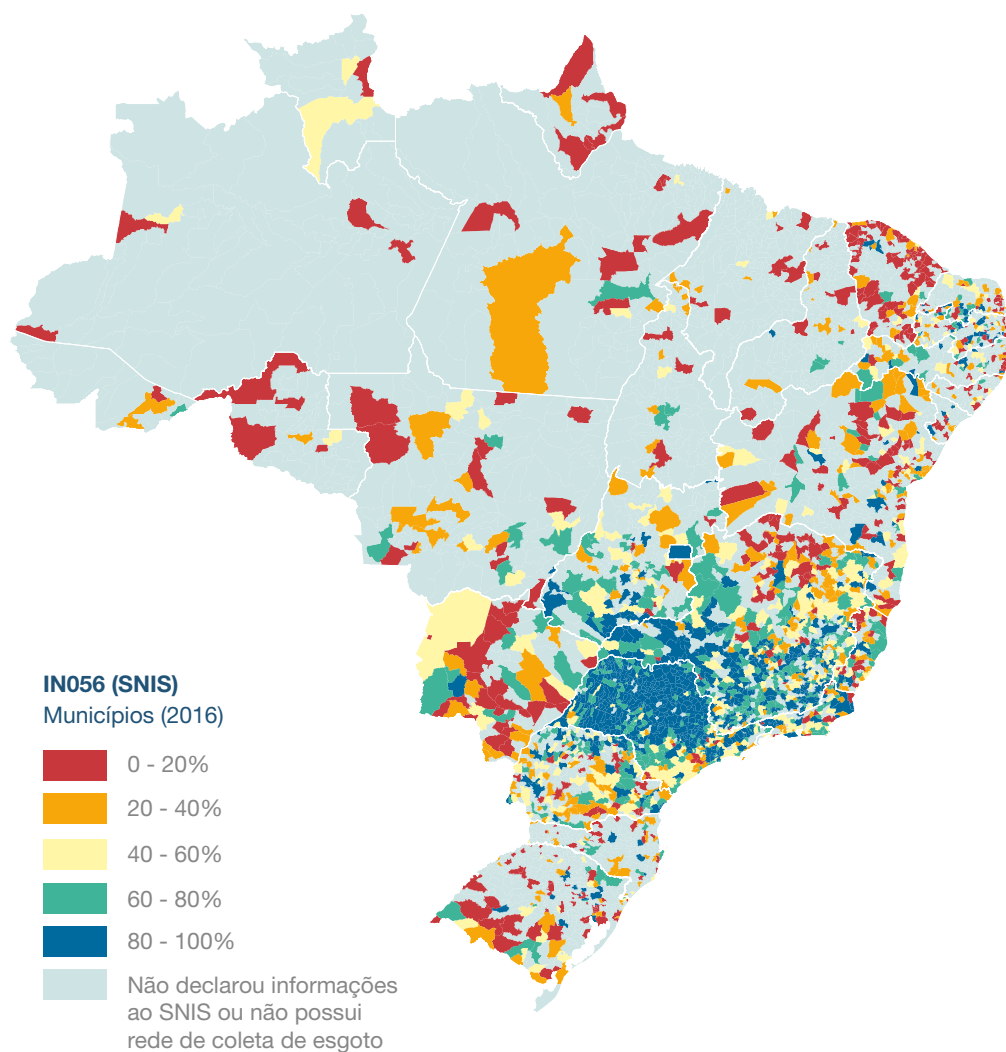 IN056 (SNIS)
Municípios (2016)
0 - 20%
20 - 40%
40 - 60%
60 - 80%
80 - 100%
Não declarou informações
ao SNIS ou não possui
rede de coleta de esgoto